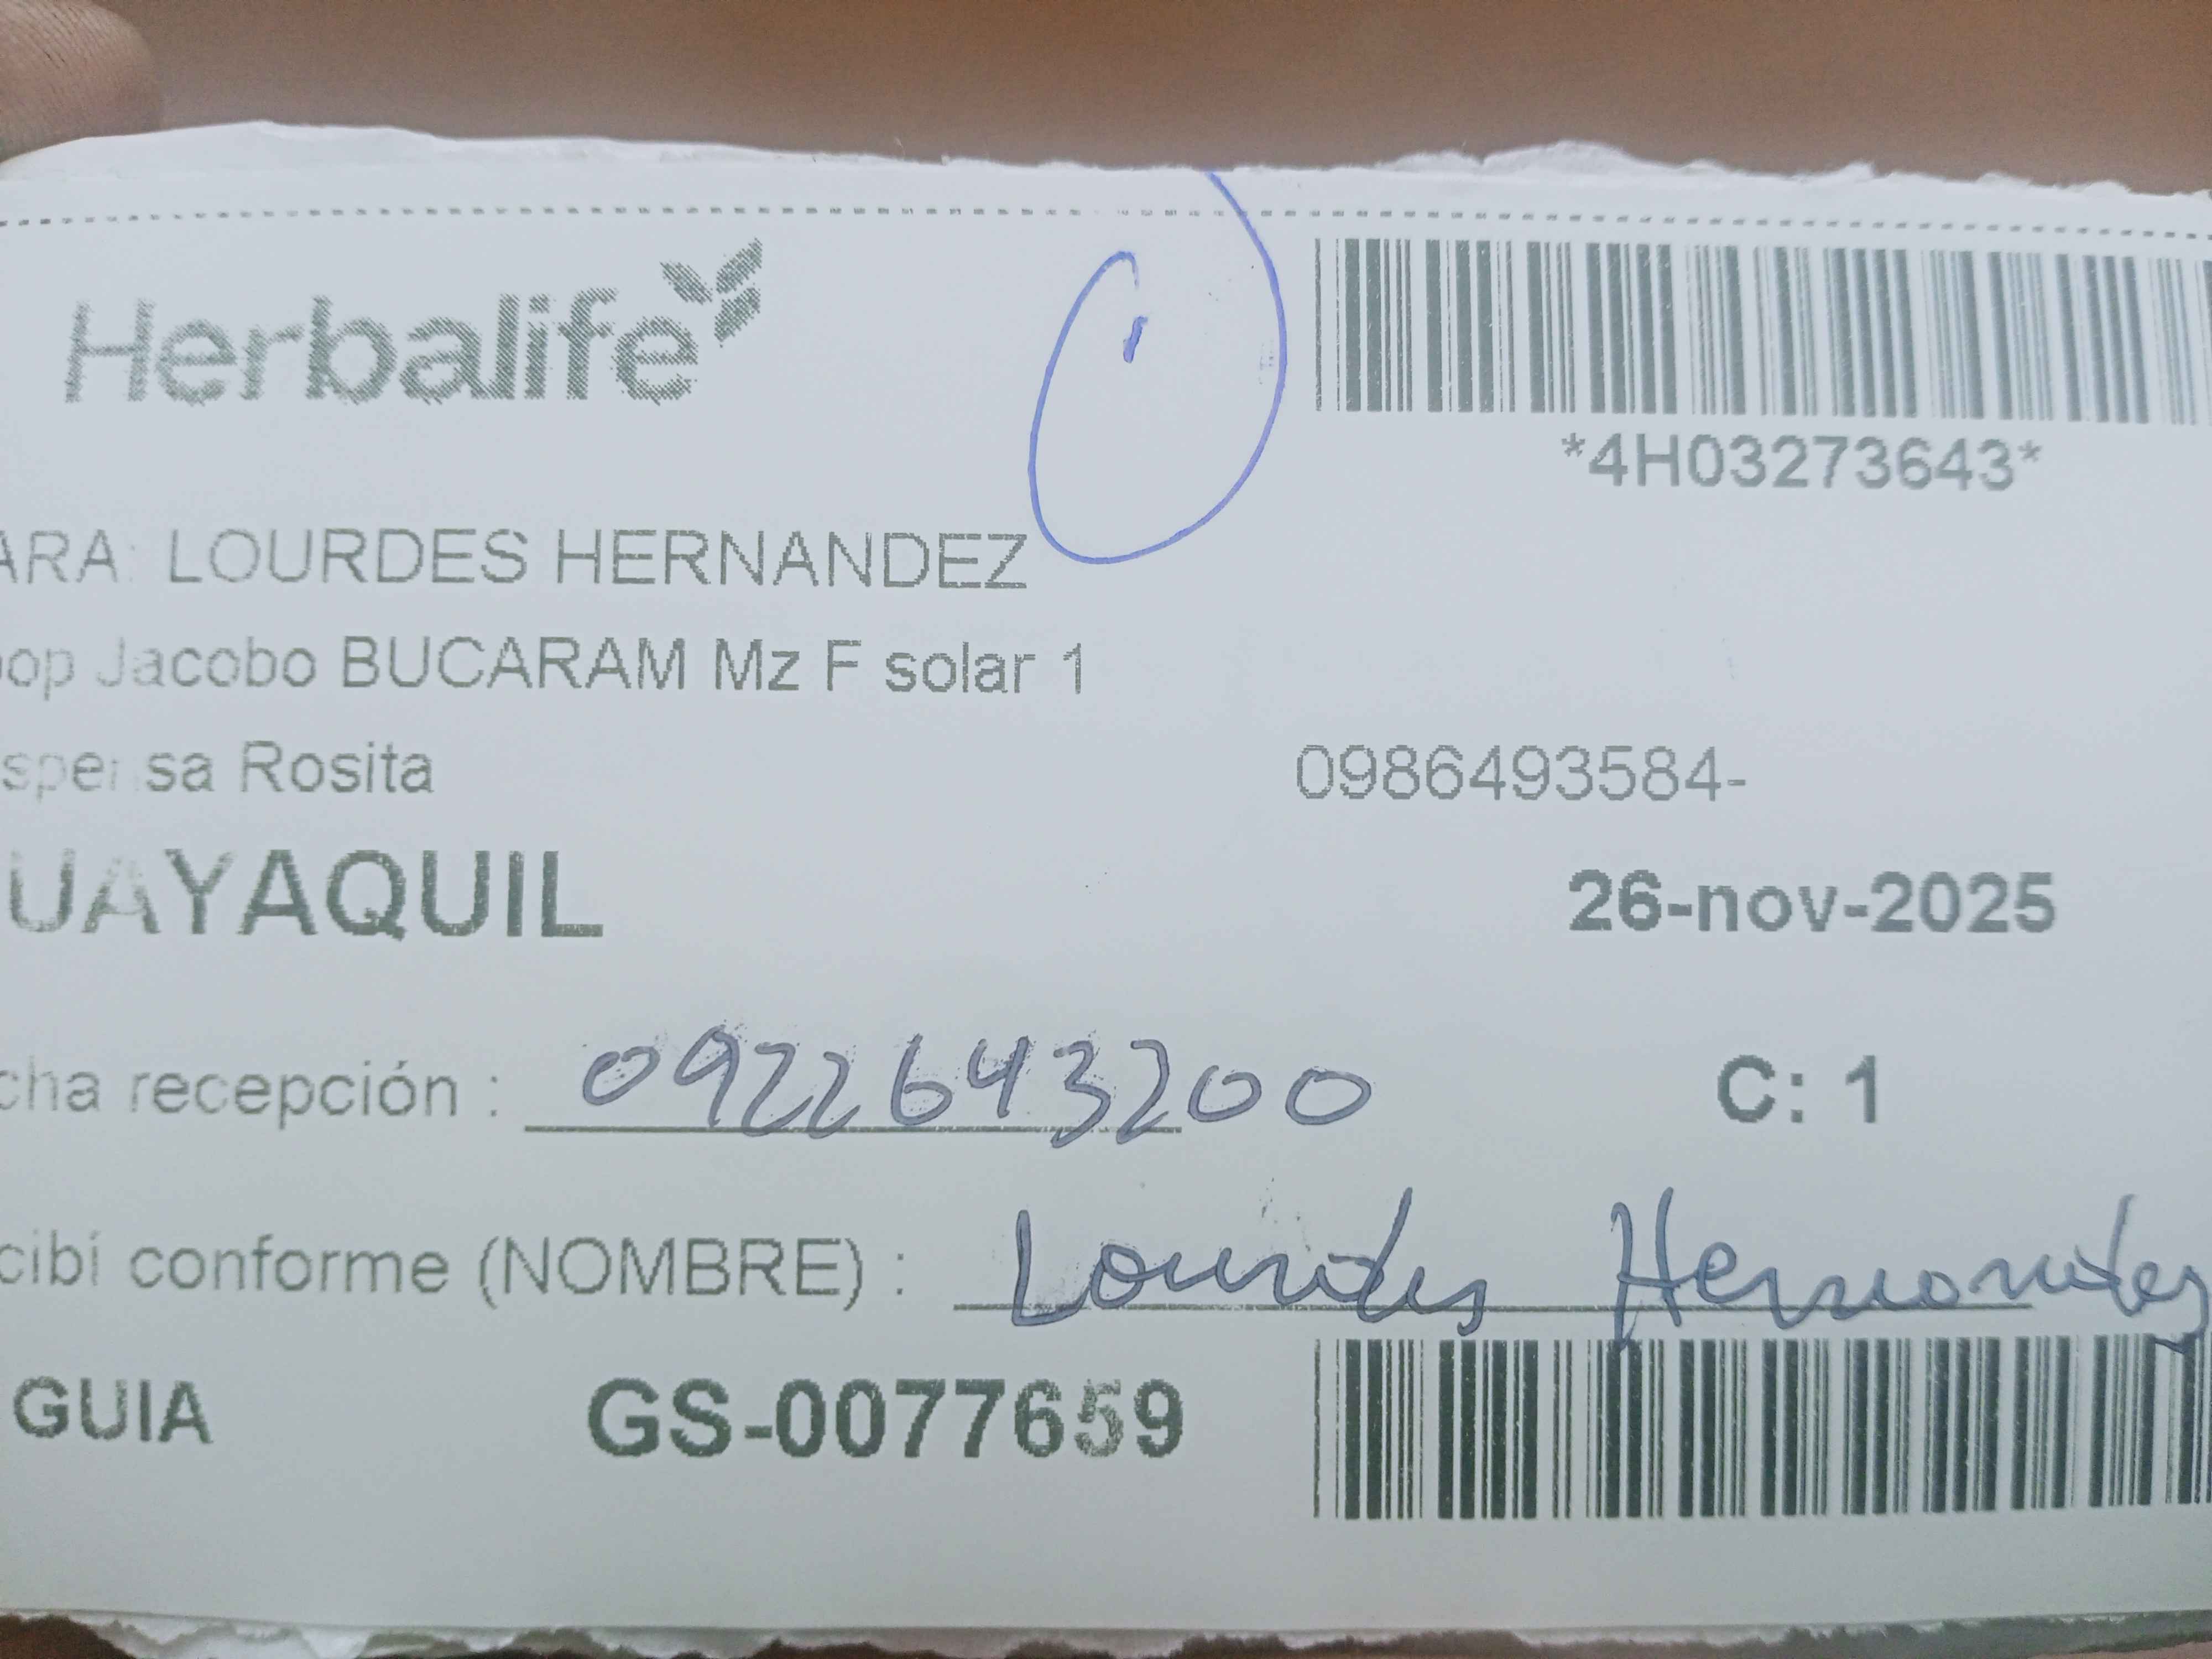 Herbalife
*4H03273643*
ARA: LOURDES HERNANDEZ
oop Jacobo BUCARAM Mz F solar 1
spensa Rosita 0986493584-
UAYAQUIL 26-nov-2025
cha recepción : 0922643200 C: 1
cibí conforme (NOMBRE) : Lourdes Hernandez
GUIA GS-0077659